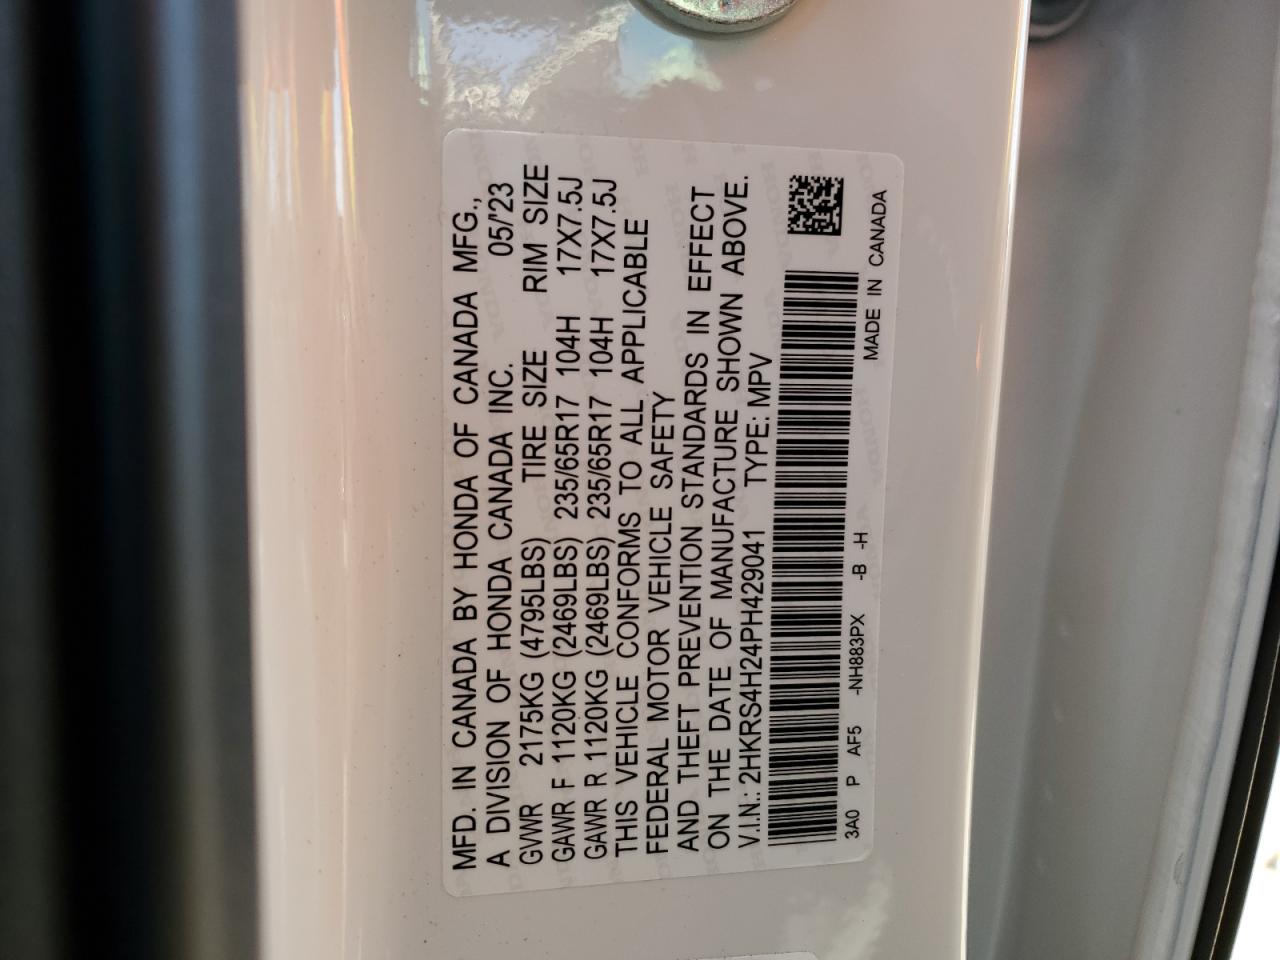 MFD. IN CANADA BY HONDA OF CANADA MFG.,
A DIVISION OF HONDA CANADA INC. 05/'23
GVWR 2175KG (4795LBS) TIRE SIZE RIM SIZE
GAWR F 1120KG (2469LBS) 235/65R17 104H 17X7.5J
GAWR R 1120KG (2469LBS) 235/65R17 104H 17X7.5J
THIS VEHICLE CONFORMS TO ALL APPLICABLE
FEDERAL MOTOR VEHICLE SAFETY
AND THEFT PREVENTION STANDARDS IN EFFECT
ON THE DATE OF MANUFACTURE SHOWN ABOVE.
V.I.N.: 2HKRS4H24PH429041 TYPE: MPV
3A0 P AF5 -NH883PX -B -H
MADE IN CANADA